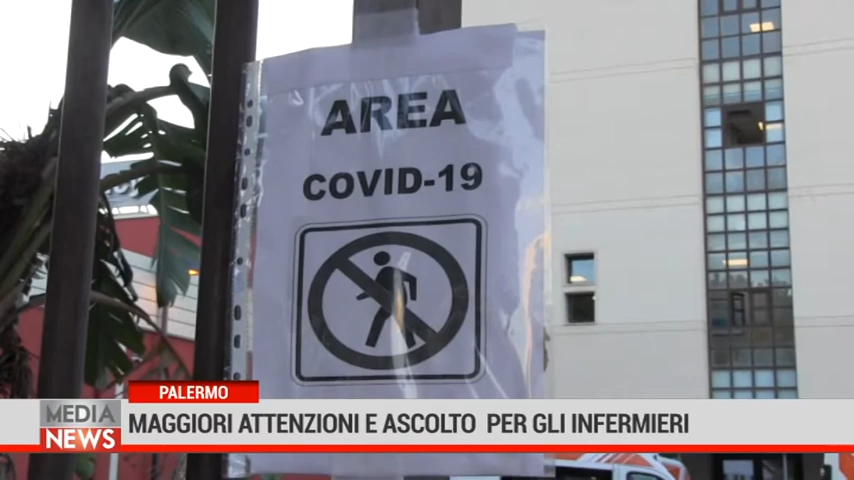 AREA
COVID-19
PALERMO
MEDIA
NEWS
MAGGIORI ATTENZIONI E ASCOLTO PER GLI INFERMIERI